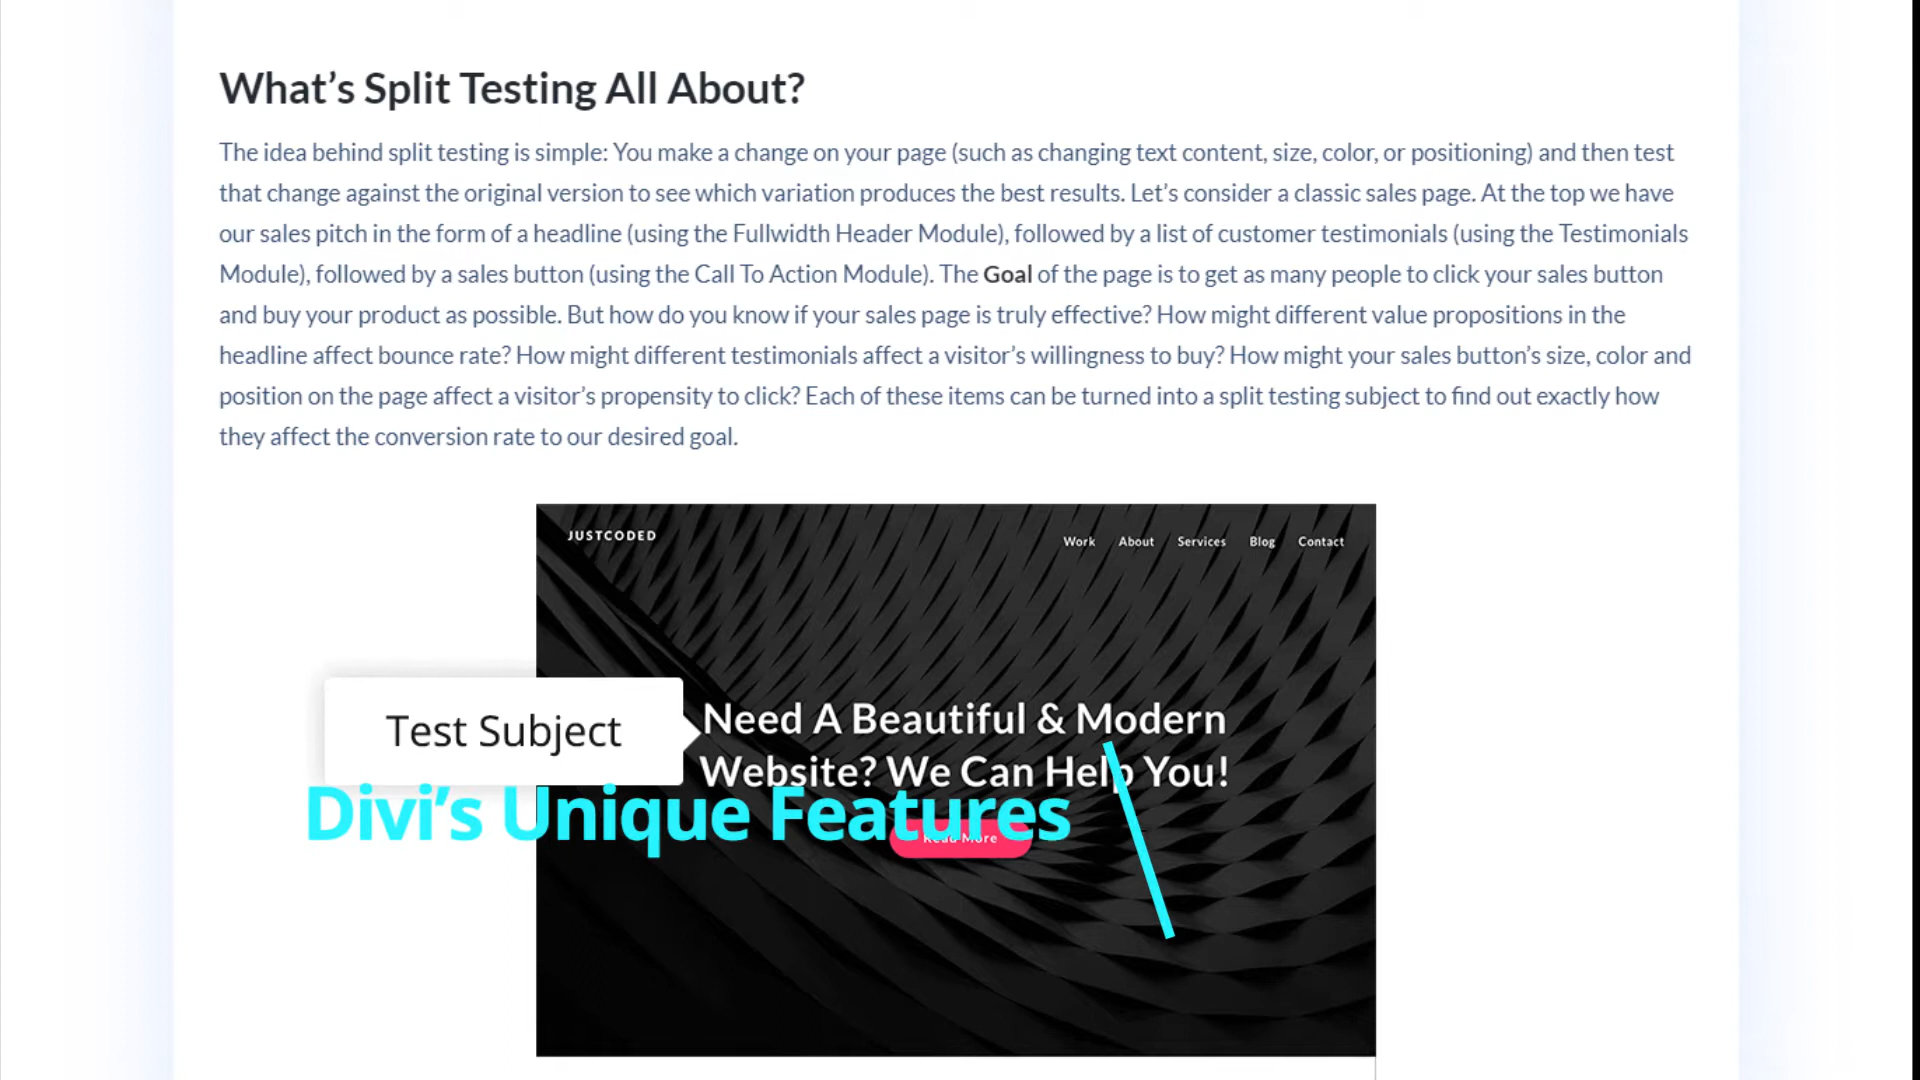 What's Split Testing All About?
The idea behind split testing is simple: You make a change on your page (such as changing text content, size, color, or positioning) and then test
that change against the original version to see which variation produces the best results. Let's consider a classic sales page. At the top we have
our sales pitch in the form of a headline (using the Fullwidth Header Module), followed by a list of customer testimonials (using the Testimonials
Module), followed by a sales button (using the Call To Action Module). The Goal of the page is to get as many people to click your sales button
and buy your product as possible. But how do you know if your sales page is truly effective? How might different value propositions in the
headline affect bounce rate? How might different testimonials affect a visitor's willingness to buy? How might your sales button's size, color and
position on the page affect a visitor's propensity to click? Each of these items can be turned into a split testing subject to find out exactly how
they affect the conversion rate to our desired goal.
JUSTCODED
Work About Services Blog Contact
Test Subject
Need A Beautiful & Modern
Website? We Can Help You!
Divi's Unique Features
Read More